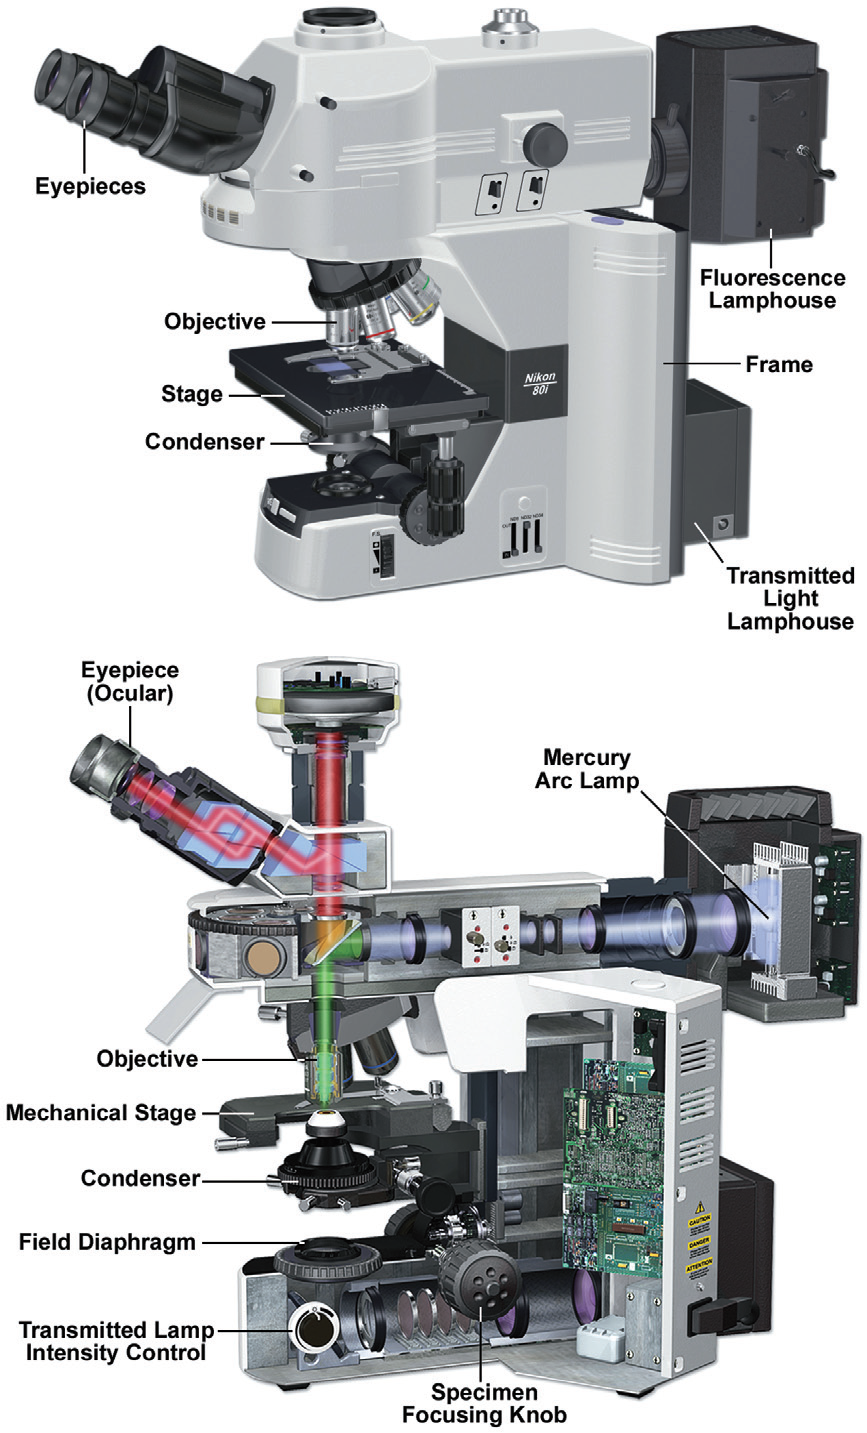 Eyepieces
Fluorescence
Lamphouse
Objective
Frame
Stage
Nikon
80i
Condenser
Transmitted
Light
Lamphouse
Eyepiece
(Ocular)
Mercury
Arc Lamp
Objective
Mechanical Stage
Condenser
CAUTION
Field Diaphragm
DANGER
ATTENTION
Transmitted Lamp
Intensity Control
Specimen
Focusing Knob